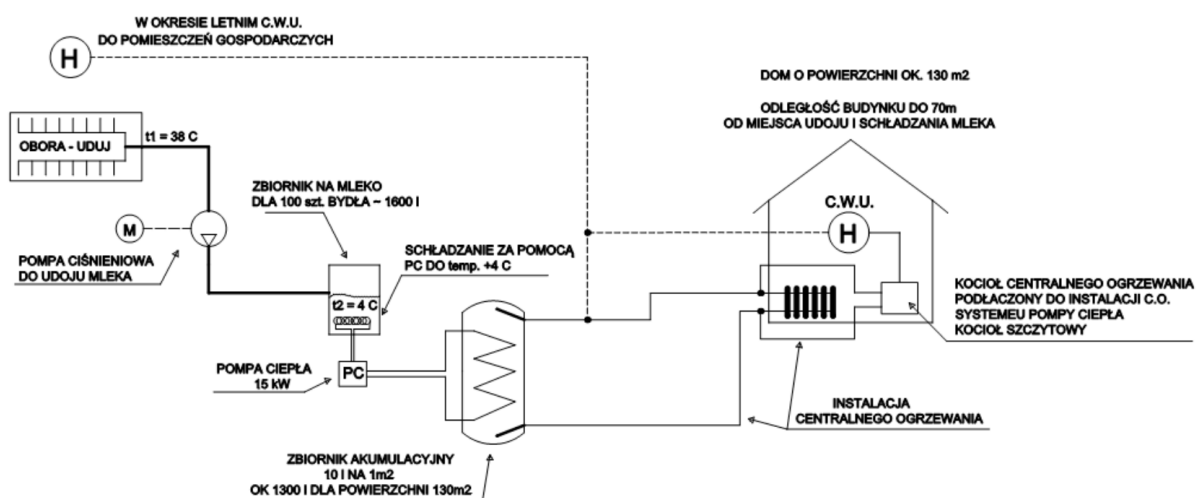 W OKRESIE LETNIM C.W.U.
DO POMIESZCZEŃ GOSPODARCZYCH
H
DOM O POWIERZCHNI OK. 130 m2
ODLEGŁOŚĆ BUDYNKU DO 70m
OD MIEJSCA UDOJU I SCHŁADZANIA MLEKA
t1 = 38 C
OBORA - UDUJ
ZBIORNIK NA MLEKO
DLA 100 szt. BYDŁA ~ 1600 l
C.W.U.
H
M
POMPA CIŚNIENIOWA
DO UDOJU MLEKA
SCHŁADZANIE ZA POMOCĄ
PC DO temp. +4 C
t2 = 4 C
KOCIOŁ CENTRALNEGO OGRZEWANIA
PODŁACZONY DO INSTALACJI C.O.
SYSTEMEU POMPY CIEPŁA
KOCIOŁ SZCZYTOWY
POMPA CIEPŁA
15 kW
PC
INSTALACJA
CENTRALNEGO OGRZEWANIA
ZBIORNIK AKUMULACYJNY
10 l NA 1m2
OK 1300 l DLA POWIERZCHNI 130m2